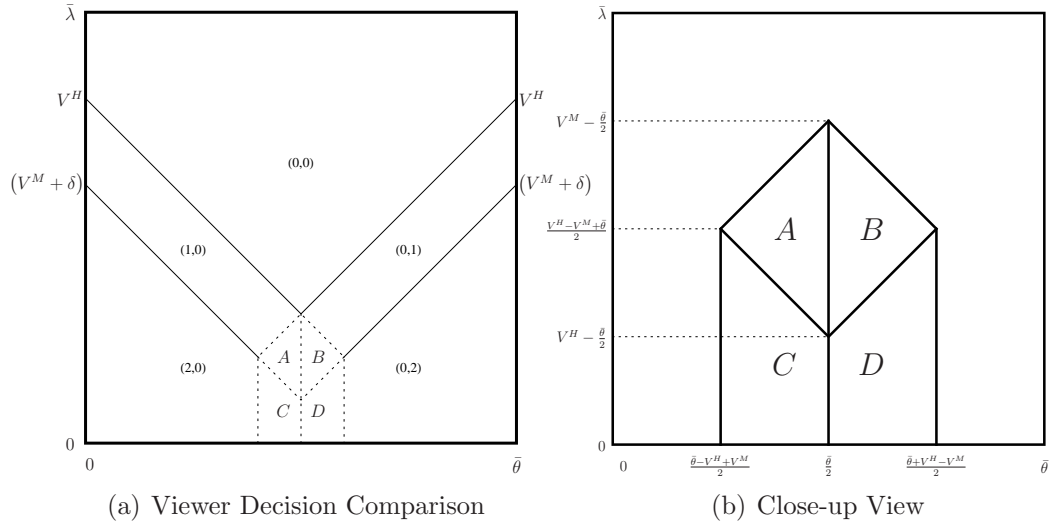 λ̄
V^H
V^H
(V^M + δ)
(V^M + δ)
(0,0)
(1,0)
(0,1)
(2,0)
(0,2)
A
B
C
D
0
0
θ̄
(a) Viewer Decision Comparison
λ̄
V^M − θ̄/2
(V^H−V^M+θ̄)/2
V^H − θ̄/2
A
B
C
D
0
0
(θ̄−V^H+V^M)/2
θ̄/2
(θ̄+V^H−V^M)/2
θ̄
(b) Close-up View